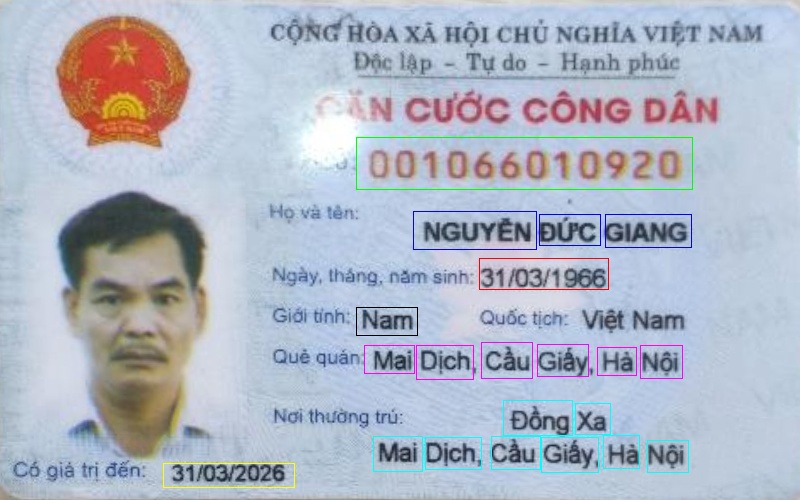 CỘNG HÒA XÃ HỘI CHỦ NGHĨA VIỆT NAM
Độc lập - Tự do - Hạnh phúc
CĂN CƯỚC CÔNG DÂN
001066010920
Họ và tên: NGUYỄN ĐỨC GIANG
Ngày, tháng, năm sinh: 31/03/1966
Giới tính: Nam Quốc tịch: Việt Nam
Quê quán: Mai Dịch, Cầu Giấy, Hà Nội
Nơi thường trú: Đồng Xa
Mai Dịch, Cầu Giấy, Hà Nội
Có giá trị đến: 31/03/2026